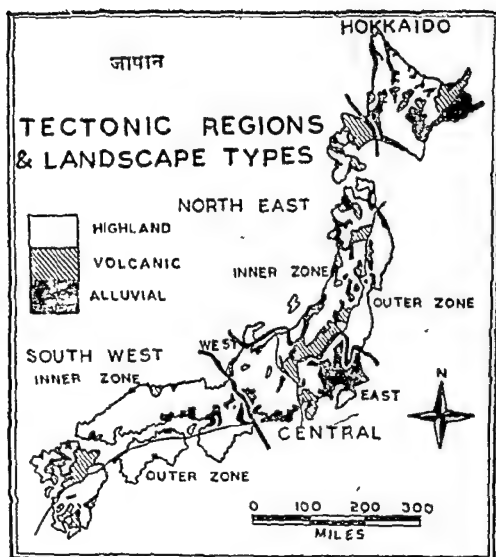 HOKKAIDO
जापान
TECTONIC REGIONS
& LANDSCAPE TYPES
NORTH EAST
HIGHLAND
VOLCANIC
ALLUVIAL
INNER ZONE
OUTER ZONE
WEST
SOUTH WEST
INNER ZONE
EAST
N
CENTRAL
OUTER ZONE
0 100 200 300
MILES